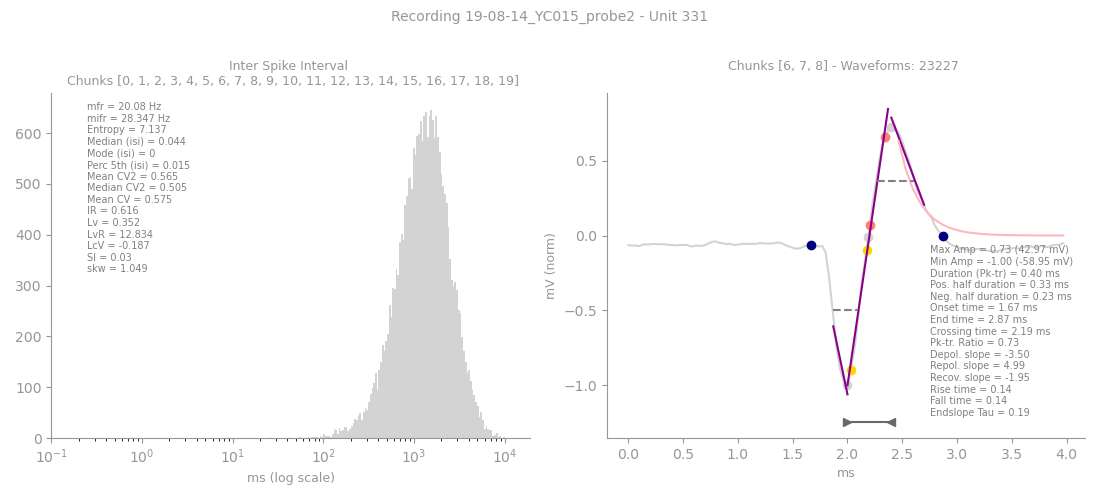 Recording 19-08-14_YC015_probe2 - Unit 331
Inter Spike Interval
Chunks [0, 1, 2, 3, 4, 5, 6, 7, 8, 9, 10, 11, 12, 13, 14, 15, 16, 17, 18, 19]
mfr = 20.08 Hz
mifr = 28.347 Hz
Entropy = 7.137
Median (isi) = 0.044
Mode (isi) = 0
Perc 5th (isi) = 0.015
Mean CV2 = 0.565
Median CV2 = 0.505
Mean CV = 0.575
IR = 0.616
Lv = 0.352
LvR = 12.834
LcV = -0.187
SI = 0.03
skw = 1.049
600
500
400
300
200
100
0
10⁻¹ 10⁰ 10¹ 10² 10³ 10⁴
ms (log scale)
Chunks [6, 7, 8] - Waveforms: 23227
mV (norm)
0.5
0.0
−0.5
−1.0
Max Amp = 0.73 (42.97 mV)
Min Amp = -1.00 (-58.95 mV)
Duration (Pk-tr) = 0.40 ms
Pos. half duration = 0.33 ms
Neg. half duration = 0.23 ms
Onset time = 1.67 ms
End time = 2.87 ms
Crossing time = 2.19 ms
Pk-tr. Ratio = 0.73
Depol. slope = -3.50
Repol. slope = 4.99
Recov. slope = -1.95
Rise time = 0.14
Fall time = 0.14
Endslope Tau = 0.19
0.0 0.5 1.0 1.5 2.0 2.5 3.0 3.5 4.0
ms